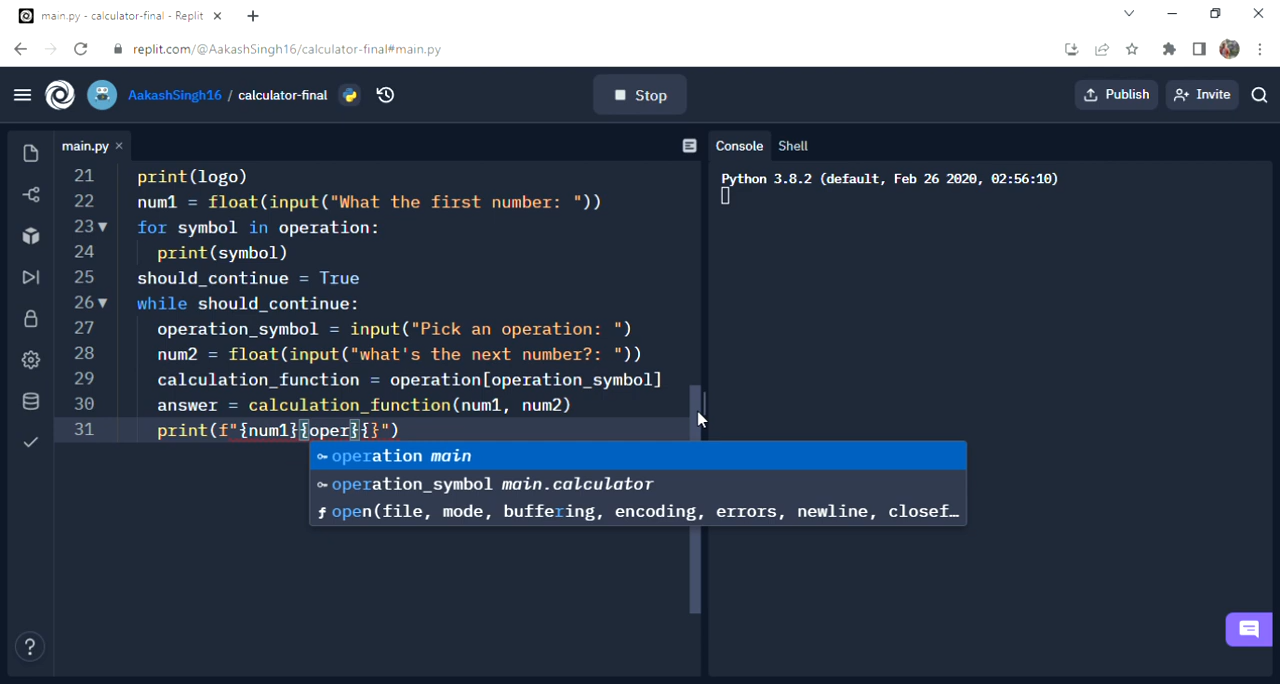 main.py - calculator-final - Replit
replit.com/@AakashSingh16/calculator-final#main.py
AakashSingh16 / calculator-final
Stop
Publish
Invite
main.py
Console
Shell
21 print(logo)
22 num1 = float(input("What the first number: "))
23 for symbol in operation:
24 print(symbol)
25 should_continue = True
26 while should_continue:
27 operation_symbol = input("Pick an operation: ")
28 num2 = float(input("what's the next number?: "))
29 calculation_function = operation[operation_symbol]
30 answer = calculation_function(num1, num2)
31 print(f"{num1}{oper}{}")
operation main
operation_symbol main.calculator
f open(file, mode, buffering, encoding, errors, newline, closef…
Python 3.8.2 (default, Feb 26 2020, 02:56:10)
?